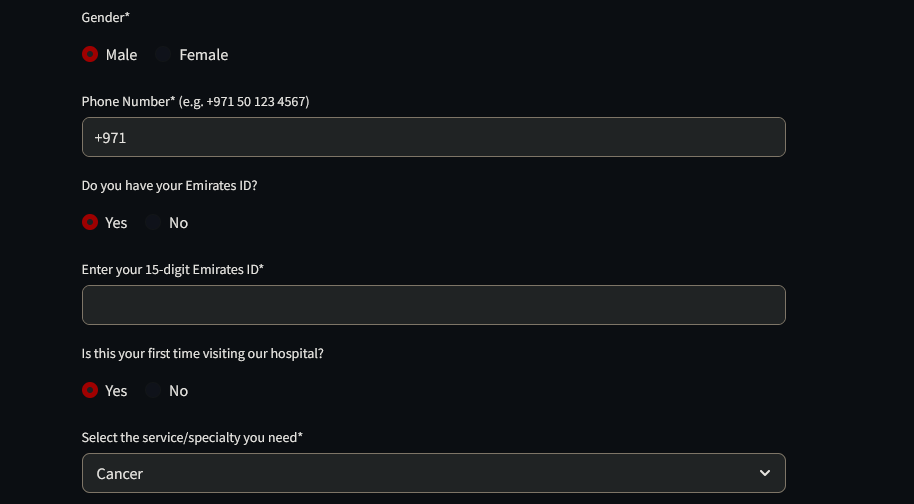 Gender*
Male Female
Phone Number* (e.g. +971 50 123 4567)
+971
Do you have your Emirates ID?
Yes No
Enter your 15-digit Emirates ID*
Is this your first time visiting our hospital?
Yes No
Select the service/specialty you need*
Cancer